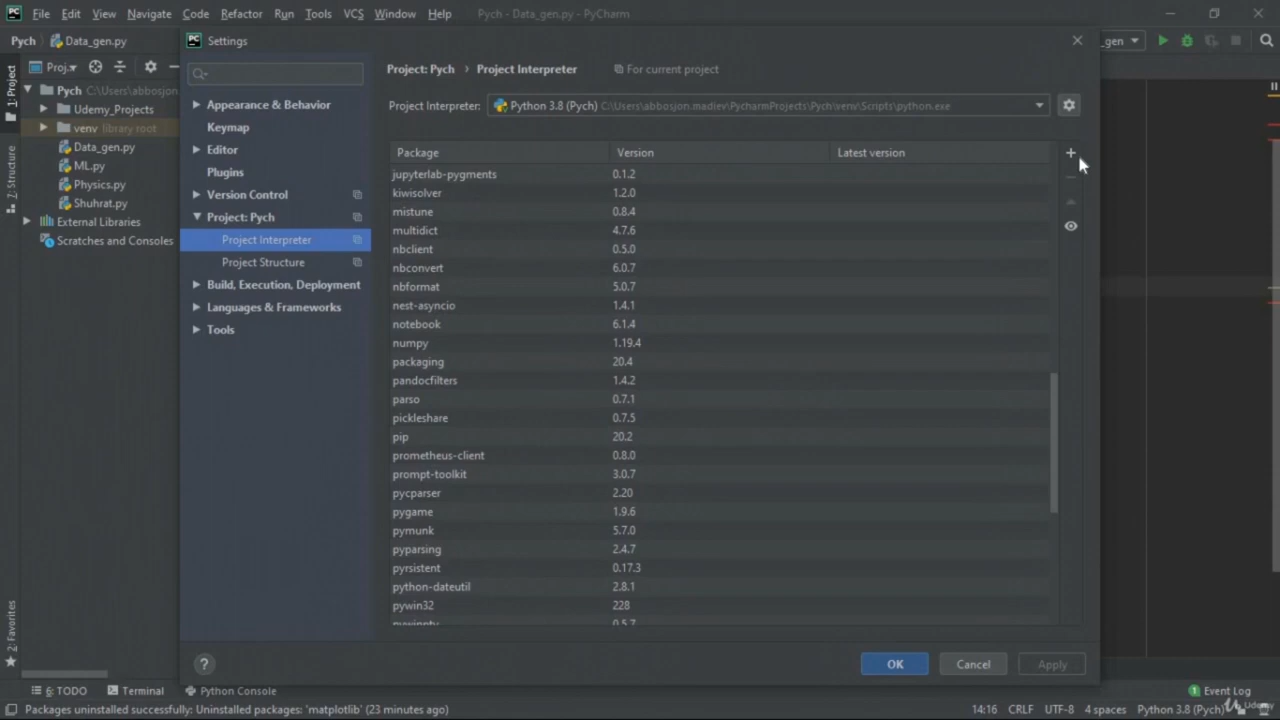 File Edit View Navigate Code Refactor Run Tools VCS Window Help Pych - Data_gen.py - PyCharm
Pych Data_gen.py
_gen
Settings
1: Project
Z: Structure
2: Favorites
Proj..
Pych C:\Users\abbosjon.m
Udemy_Projects
venv library root
Data_gen.py
ML.py
Physics.py
Shuhrat.py
External Libraries
Scratches and Consoles
Appearance & Behavior
Keymap
Editor
Plugins
Version Control
Project: Pych
Project Interpreter
Project Structure
Build, Execution, Deployment
Languages & Frameworks
Tools
Project: Pych › Project Interpreter For current project
Project Interpreter: Python 3.8 (Pych) C:\Users\abbosjon.madiev\PycharmProjects\Pych\venv\Scripts\python.exe
Package Version Latest version
jupyterlab-pygments 0.1.2
kiwisolver 1.2.0
mistune 0.8.4
multidict 4.7.6
nbclient 0.5.0
nbconvert 6.0.7
nbformat 5.0.7
nest-asyncio 1.4.1
notebook 6.1.4
numpy 1.19.4
packaging 20.4
pandocfilters 1.4.2
parso 0.7.1
pickleshare 0.7.5
pip 20.2
prometheus-client 0.8.0
prompt-toolkit 3.0.7
pycparser 2.20
pygame 1.9.6
pymunk 5.7.0
pyparsing 2.4.7
pyrsistent 0.17.3
python-dateutil 2.8.1
pywin32 228
pywinpty 0.5.7
? OK Cancel Apply
6: TODO Terminal Python Console 1 Event Log
Packages uninstalled successfully: Uninstalled packages: 'matplotlib' (23 minutes ago) 14:16 CRLF UTF-8 4 spaces Python 3.8 (Pych)
Udemy